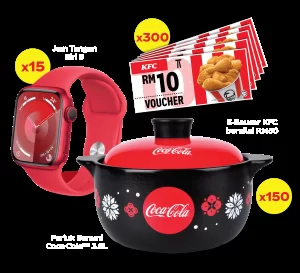 Jam Tangan
Siri 9
x15
x300
KFC
RM10
VOUCHER
E-Baucar KFC
bernilai RM50
Coca-Cola
Coca-Cola
x150
Periuk Seramik
Coca-Cola™ 3.5L